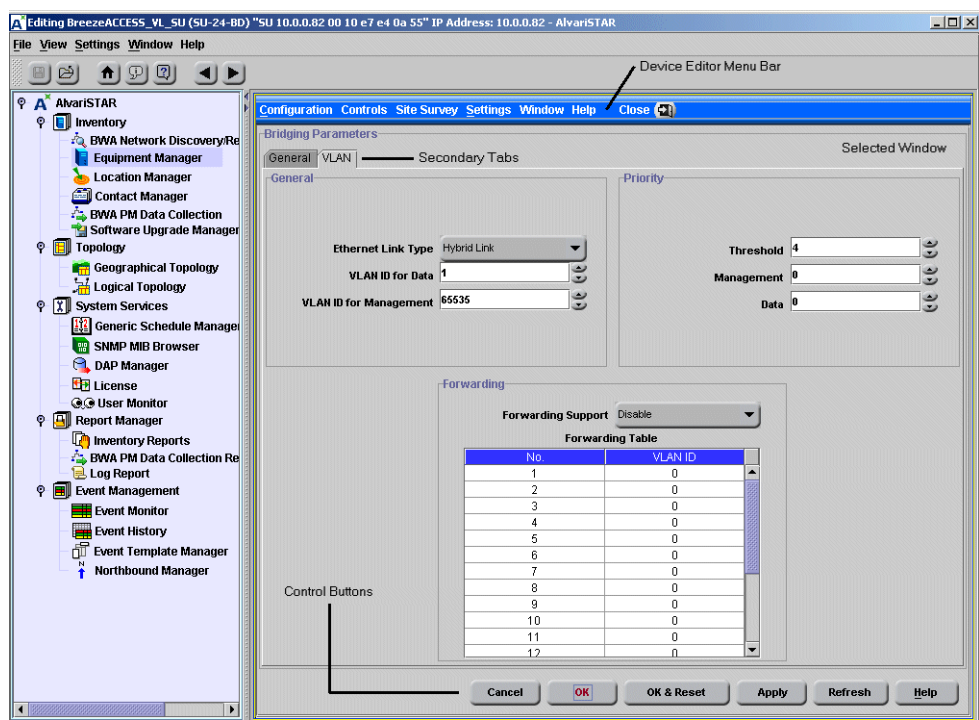 Editing BreezeACCESS_VL_SU (SU-24-BD) "SU 10.0.0.82 00 10 e7 e4 0a 55" IP Address: 10.0.0.82 - AlvariSTAR
File View Settings Window Help
Device Editor Menu Bar
AlvariSTAR
Inventory
BWA Network Discovery/Re
Equipment Manager
Location Manager
Contact Manager
BWA PM Data Collection
Software Upgrade Manager
Topology
Geographical Topology
Logical Topology
System Services
Generic Schedule Manager
SNMP MIB Browser
DAP Manager
License
User Monitor
Report Manager
Inventory Reports
BWA PM Data Collection Re
Log Report
Event Management
Event Monitor
Event History
Event Template Manager
Northbound Manager
Configuration Controls Site Survey Settings Window Help Close
Bridging Parameters
Selected Window
General VLAN
Secondary Tabs
General
Ethernet Link Type Hybrid Link
VLAN ID for Data 1
VLAN ID for Management 65535
Priority
Threshold 4
Management 0
Data 0
Forwarding
Forwarding Support Disable
Forwarding Table
No. VLAN ID
1 0
2 0
3 0
4 0
5 0
6 0
7 0
8 0
9 0
10 0
11 0
12 0
Control Buttons
Cancel OK OK & Reset Apply Refresh Help